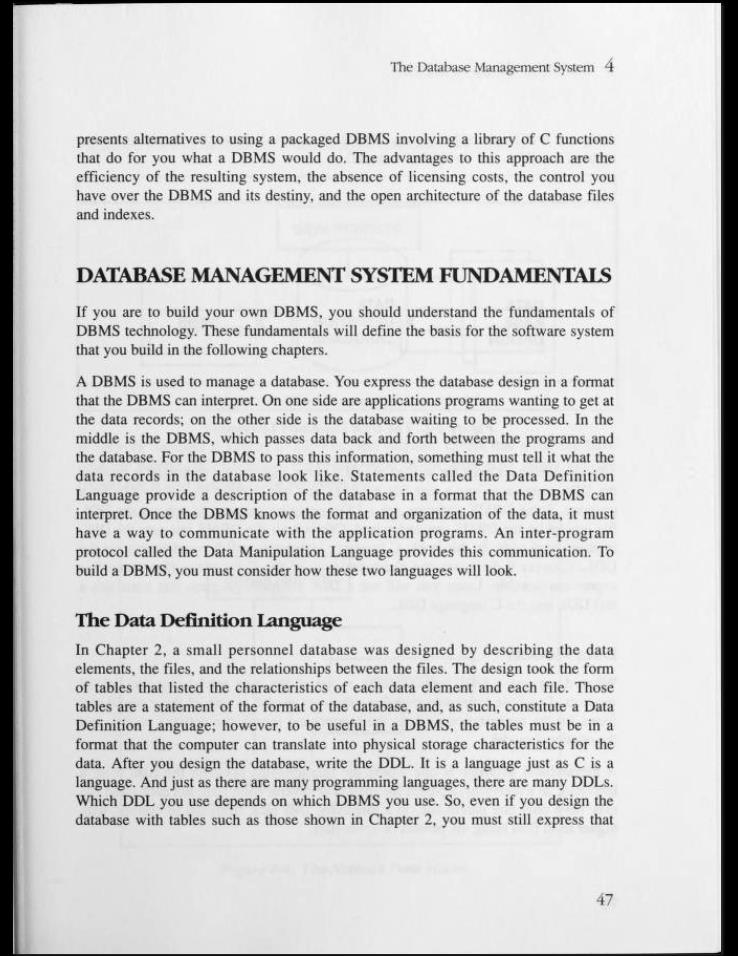 The Database Management System 4
presents alternatives to using a packaged DBMS involving a library of C functions
that do for you what a DBMS would do. The advantages to this approach are the
efficiency of the resulting system, the absence of licensing costs, the control you
have over the DBMS and its destiny, and the open architecture of the database files
and indexes.
DATABASE MANAGEMENT SYSTEM FUNDAMENTALS
If you are to build your own DBMS, you should understand the fundamentals of
DBMS technology. These fundamentals will define the basis for the software system
that you build in the following chapters.
A DBMS is used to manage a database. You express the database design in a format
that the DBMS can interpret. On one side are applications programs wanting to get at
the data records; on the other side is the database waiting to be processed. In the
middle is the DBMS, which passes data back and forth between the programs and
the database. For the DBMS to pass this information, something must tell it what the
data records in the database look like. Statements called the Data Definition
Language provide a description of the database in a format that the DBMS can
interpret. Once the DBMS knows the format and organization of the data, it must
have a way to communicate with the application programs. An inter-program
protocol called the Data Manipulation Language provides this communication. To
build a DBMS, you must consider how these two languages will look.
The Data Definition Language
In Chapter 2, a small personnel database was designed by describing the data
elements, the files, and the relationships between the files. The design took the form
of tables that listed the characteristics of each data element and each file. Those
tables are a statement of the format of the database, and, as such, constitute a Data
Definition Language; however, to be useful in a DBMS, the tables must be in a
format that the computer can translate into physical storage characteristics for the
data. After you design the database, write the DDL. It is a language just as C is a
language. And just as there are many programming languages, there are many DDLs.
Which DDL you use depends on which DBMS you use. So, even if you design the
database with tables such as those shown in Chapter 2, you must still express that
47